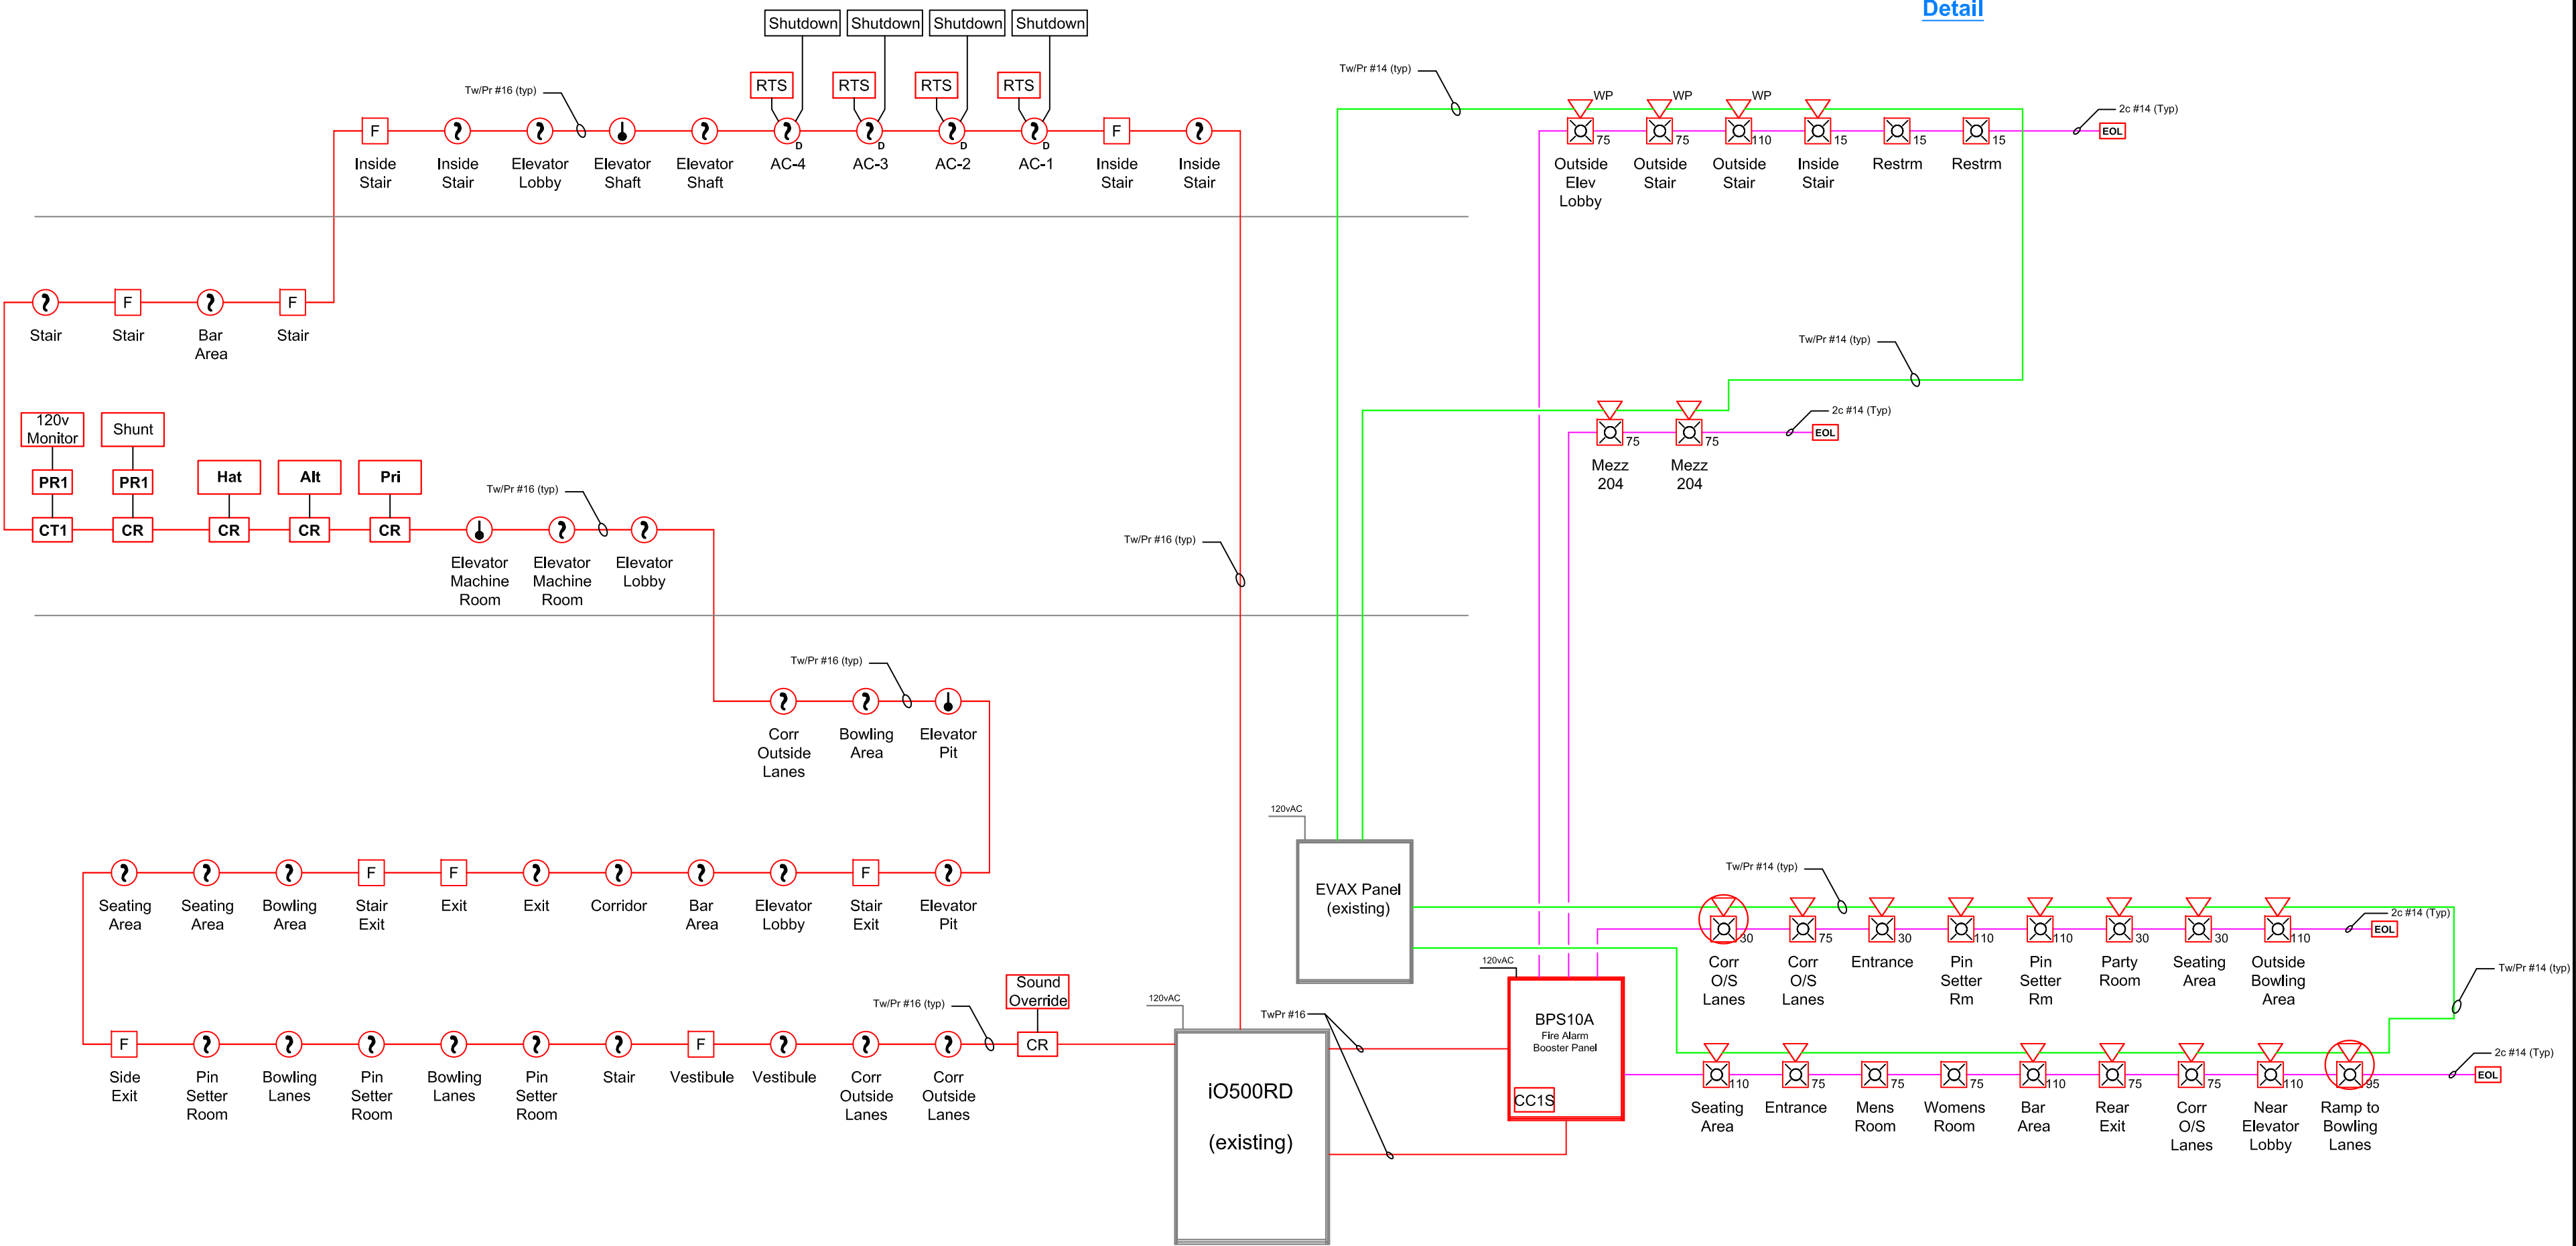 Detail
Shutdown Shutdown Shutdown Shutdown
RTS RTS RTS RTS
Tw/Pr #16 (typ)
F F
D D D D
Inside Inside Elevator Elevator Elevator AC-4 AC-3 AC-2 AC-1 Inside Inside
Stair Stair Lobby Shaft Shaft Stair Stair
Tw/Pr #14 (typ)
WP WP WP
2c #14 (Typ)
EOL
75 75 110 15 15 15
Outside Outside Outside Inside Restrm Restrm
Elev Stair Stair Stair
Lobby
F F
Stair Stair Bar Stair
Area
Tw/Pr #14 (typ)
2c #14 (Typ)
EOL
75 75
Mezz Mezz
204 204
120v Shunt
Monitor
PR1 PR1 Hat Alt Pri
Tw/Pr #16 (typ)
CT1 CR CR CR CR
Elevator Elevator Elevator
Machine Machine Lobby
Room Room
Tw/Pr #16 (typ)
Tw/Pr #16 (typ)
Corr Bowling Elevator
Outside Area Pit
Lanes
F F F
Seating Seating Bowling Stair Exit Exit Corridor Bar Elevator Stair Elevator
Area Area Area Exit Area Lobby Exit Pit
Sound
Override
Tw/Pr #16 (typ)
F F CR
Side Pin Bowling Pin Bowling Pin Stair Vestibule Vestibule Corr Corr
Exit Setter Lanes Setter Lanes Setter Outside Outside
Room Room Room Lanes Lanes
120vAC
iO500RD
(existing)
120vAC
EVAX Panel
(existing)
TwPr #16
120vAC
BPS10A
Fire Alarm
Booster Panel
CC1S
Tw/Pr #14 (typ)
2c #14 (Typ)
EOL
30 75 30 110 110 30 30 110
Corr Corr Entrance Pin Pin Party Seating Outside
O/S O/S Setter Setter Room Area Bowling
Lanes Lanes Rm Rm Area
Tw/Pr #14 (typ)
2c #14 (Typ)
EOL
110 75 75 75 110 75 75 110 95
Seating Entrance Mens Womens Bar Rear Corr Near Ramp to
Area Room Room Area Exit O/S Elevator Bowling
Lanes Lobby Lanes